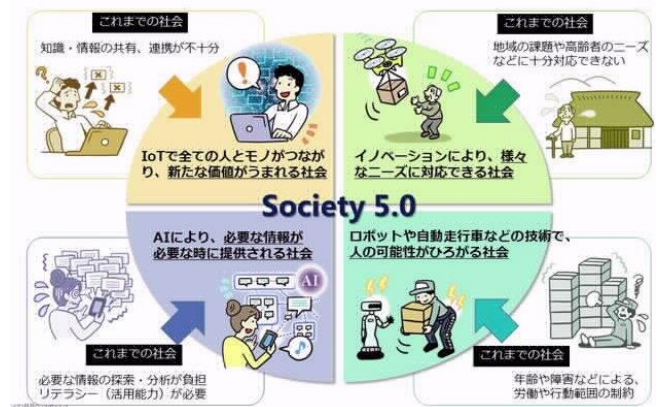 これまでの社会
知識・情報の共有、連携が不十分
IoTで全ての人とモノがつなが
り、新たな価値がうまれる社会
これまでの社会
地域の課題や高齢者のニーズ
などに十分対応できない
イノベーションにより、様々
なニーズに対応できる社会
Society 5.0
AIにより、必要な情報が
必要な時に提供される社会
AI
これまでの社会
必要な情報の探索・分析が負担
リテラシー（活用能力）が必要
ロボットや自動走行車などの技術で、
人の可能性がひろがる社会
これまでの社会
年齢や障害などによる、
労働や行動範囲の制約